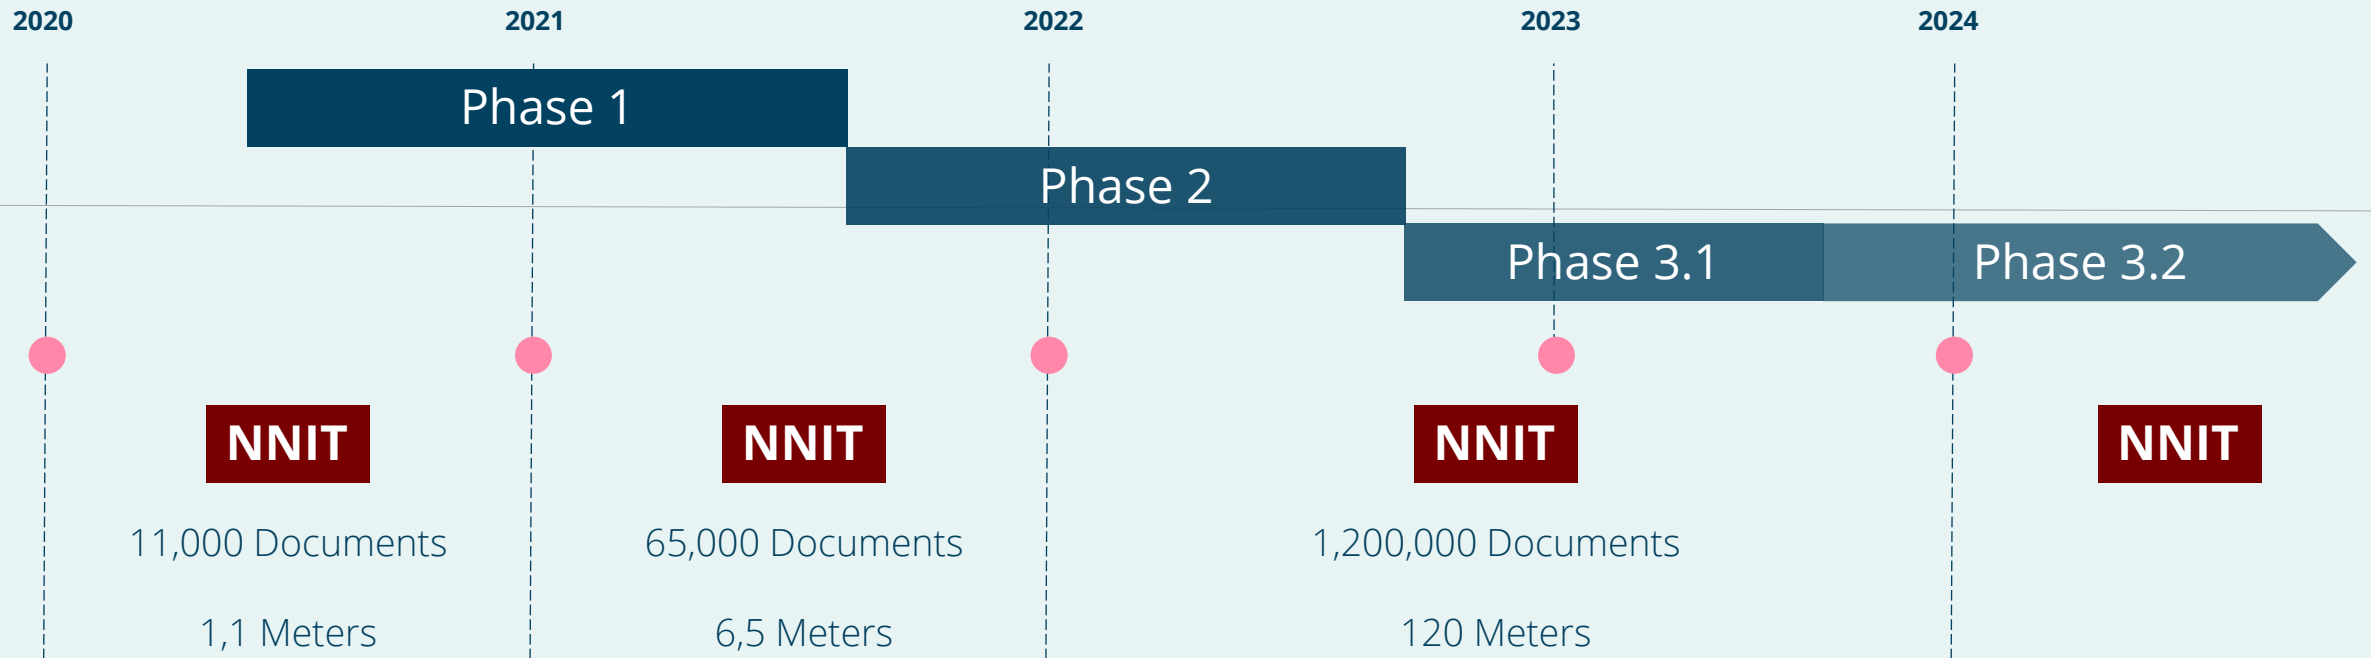 2020 2021 2022 2023 2024
Phase 1
Phase 2
Phase 3.1 Phase 3.2
NNIT NNIT NNIT NNIT
11,000 Documents 65,000 Documents 1,200,000 Documents
1,1 Meters 6,5 Meters 120 Meters